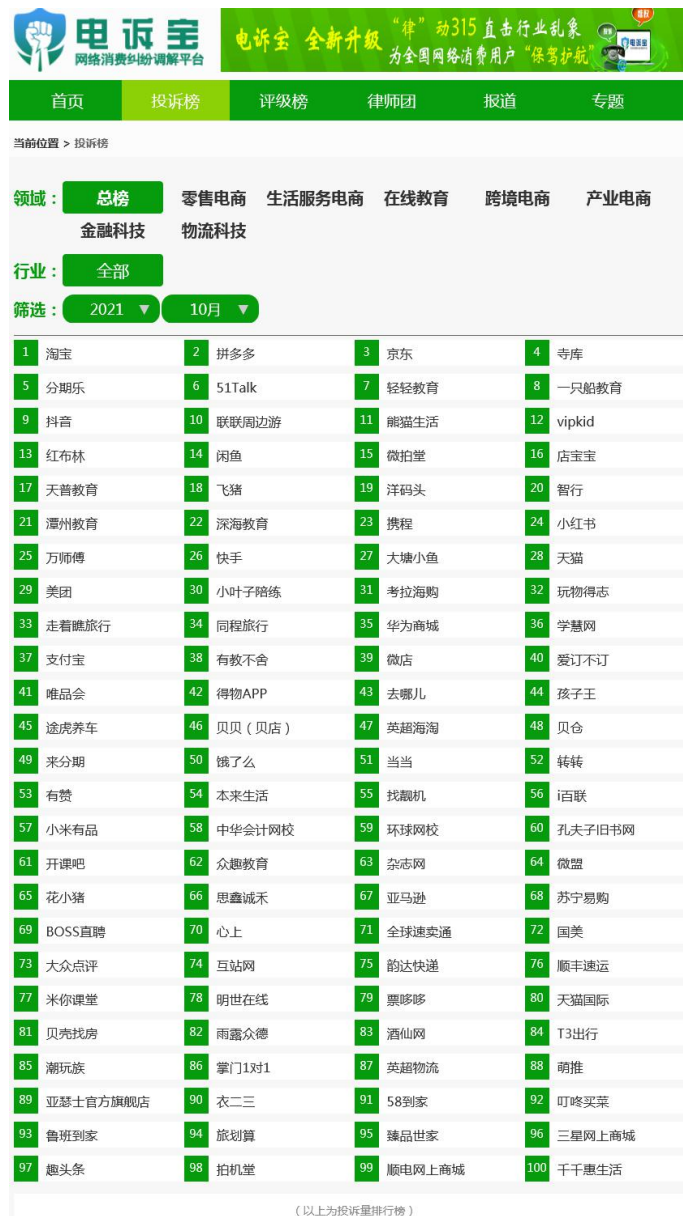 电诉宝
网络消费纠纷调解平台
电诉宝 全新升级 “律”动315 直击行业乱象
为全国网络消费用户“保驾护航”
首页 投诉榜 评级榜 律师团 报道 专题
当前位置 > 投诉榜
领域： 总榜 零售电商 生活服务电商 在线教育 跨境电商 产业电商
金融科技 物流科技
行业： 全部
筛选： 2021 ▼ 10月 ▼
1 淘宝 2 拼多多 3 京东 4 寺库
5 分期乐 6 51Talk 7 轻轻教育 8 一只船教育
9 抖音 10 联联周边游 11 熊猫生活 12 vipkid
13 红布林 14 闲鱼 15 微拍堂 16 店宝宝
17 天普教育 18 飞猪 19 洋码头 20 智行
21 潭州教育 22 深海教育 23 携程 24 小红书
25 万师傅 26 快手 27 大塘小鱼 28 天猫
29 美团 30 小叶子陪练 31 考拉海购 32 玩物得志
33 走着瞧旅行 34 同程旅行 35 华为商城 36 学慧网
37 支付宝 38 有教不舍 39 微店 40 爱订不订
41 唯品会 42 得物APP 43 去哪儿 44 孩子王
45 途虎养车 46 贝贝（贝店） 47 英超海淘 48 贝仓
49 来分期 50 饿了么 51 当当 52 转转
53 有赞 54 本来生活 55 找靓机 56 i百联
57 小米有品 58 中华会计网校 59 环球网校 60 孔夫子旧书网
61 开课吧 62 众趣教育 63 杂志网 64 微盟
65 花小猪 66 思鑫诚禾 67 亚马逊 68 苏宁易购
69 BOSS直聘 70 心上 71 全球速卖通 72 国美
73 大众点评 74 互站网 75 韵达快递 76 顺丰速运
77 米你课堂 78 明世在线 79 票哆哆 80 天猫国际
81 贝壳找房 82 雨露众德 83 酒仙网 84 T3出行
85 潮玩族 86 掌门1对1 87 英超物流 88 萌推
89 亚瑟士官方旗舰店 90 衣二三 91 58到家 92 叮咚买菜
93 鲁班到家 94 旅划算 95 臻品世家 96 三星网上商城
97 趣头条 98 拍机堂 99 顺电网上商城 100 千千惠生活
（以上为投诉量排行榜）